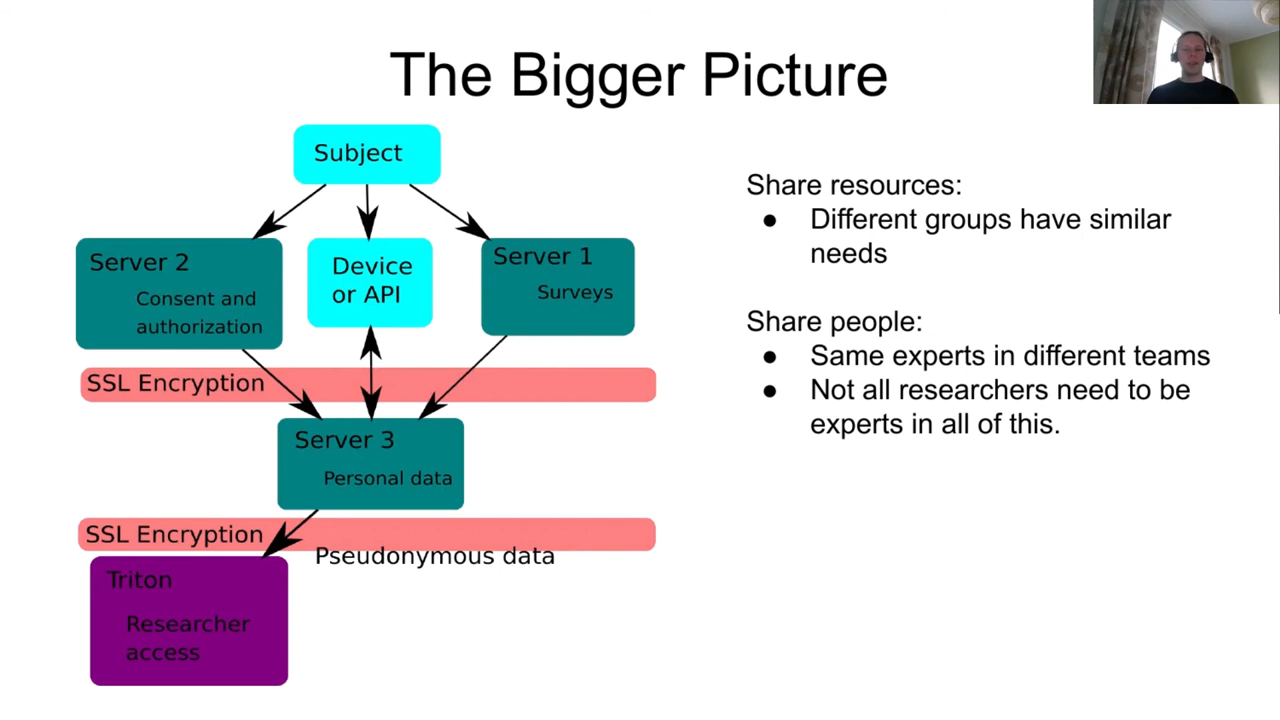 The Bigger Picture
Subject
Server 2
Consent and
authorization
Device
or API
Server 1
Surveys
SSL Encryption
Server 3
Personal data
SSL Encryption
Pseudonymous data
Triton
Researcher
access
Share resources:
● Different groups have similar
needs
Share people:
● Same experts in different teams
● Not all researchers need to be
experts in all of this.